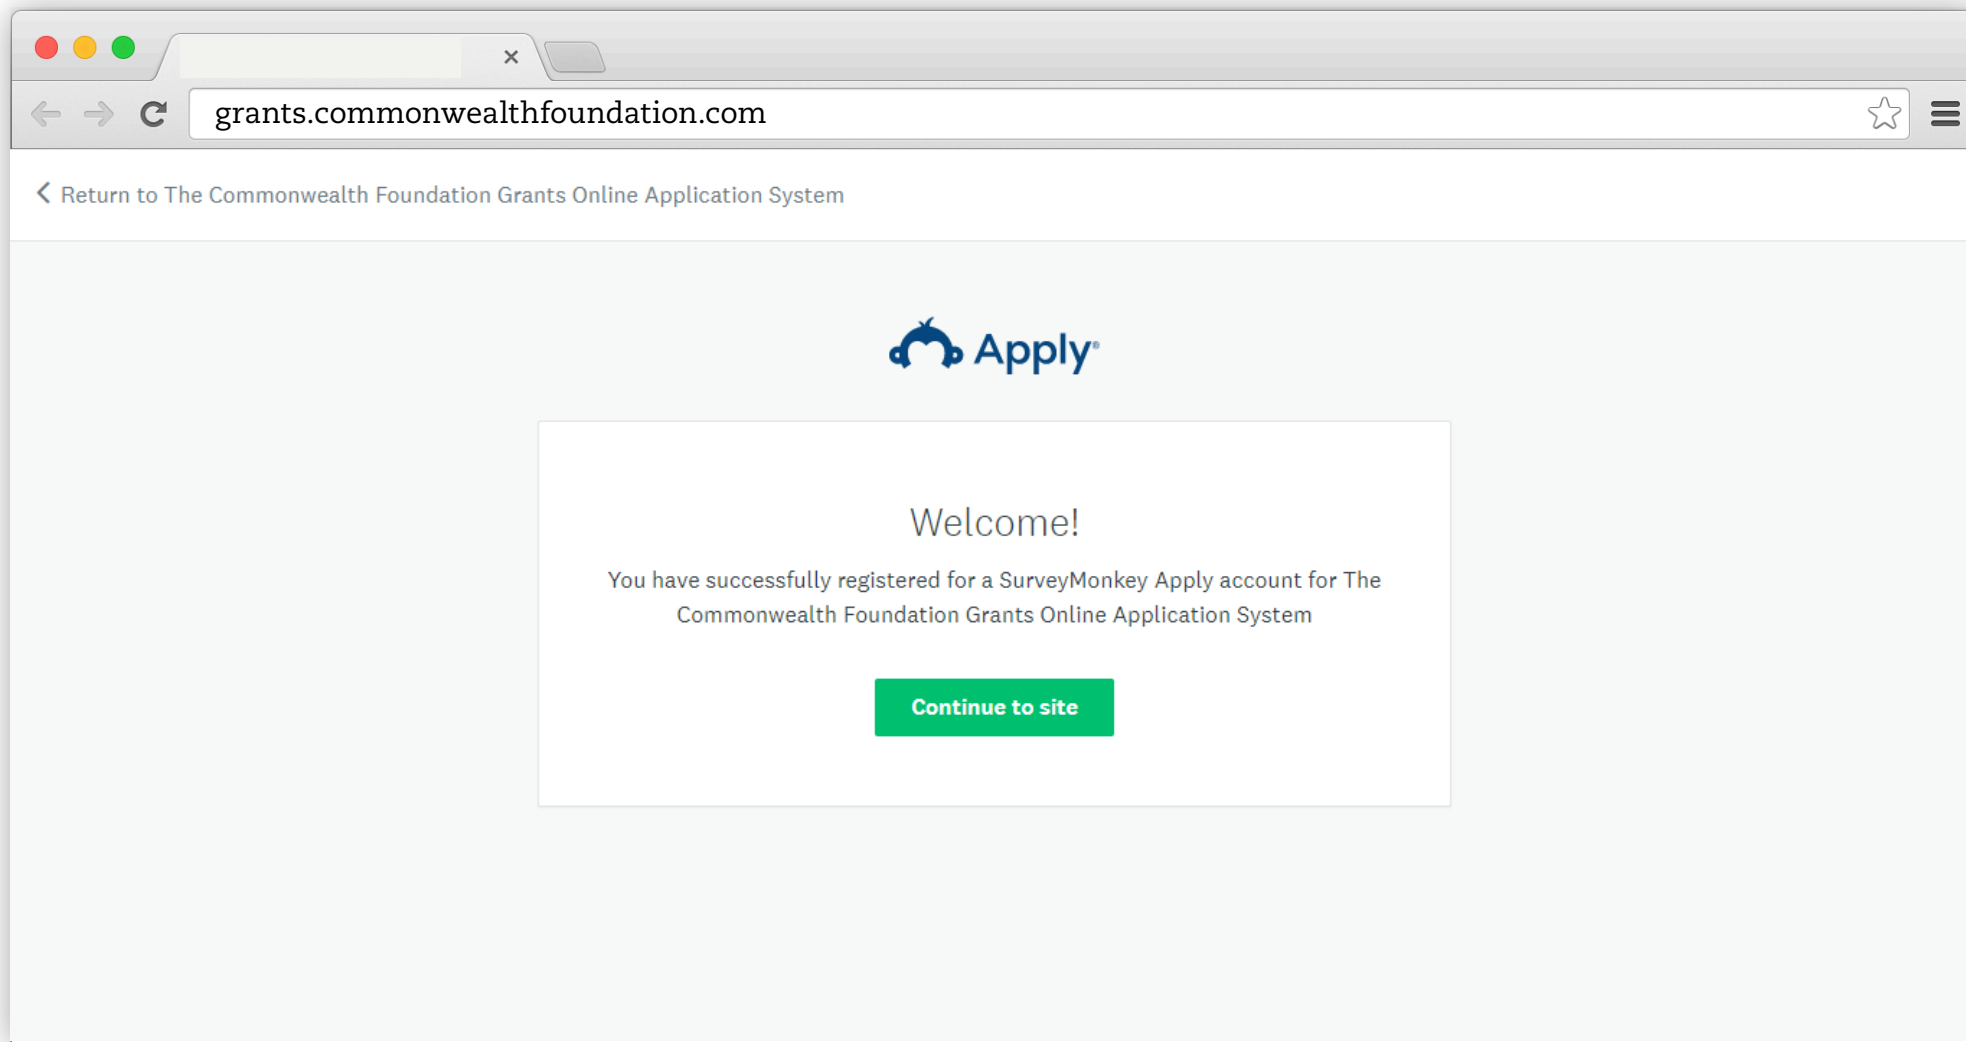 grants.commonwealthfoundation.com
Return to The Commonwealth Foundation Grants Online Application System
Apply®
Welcome!
You have successfully registered for a SurveyMonkey Apply account for The
Commonwealth Foundation Grants Online Application System
Continue to site